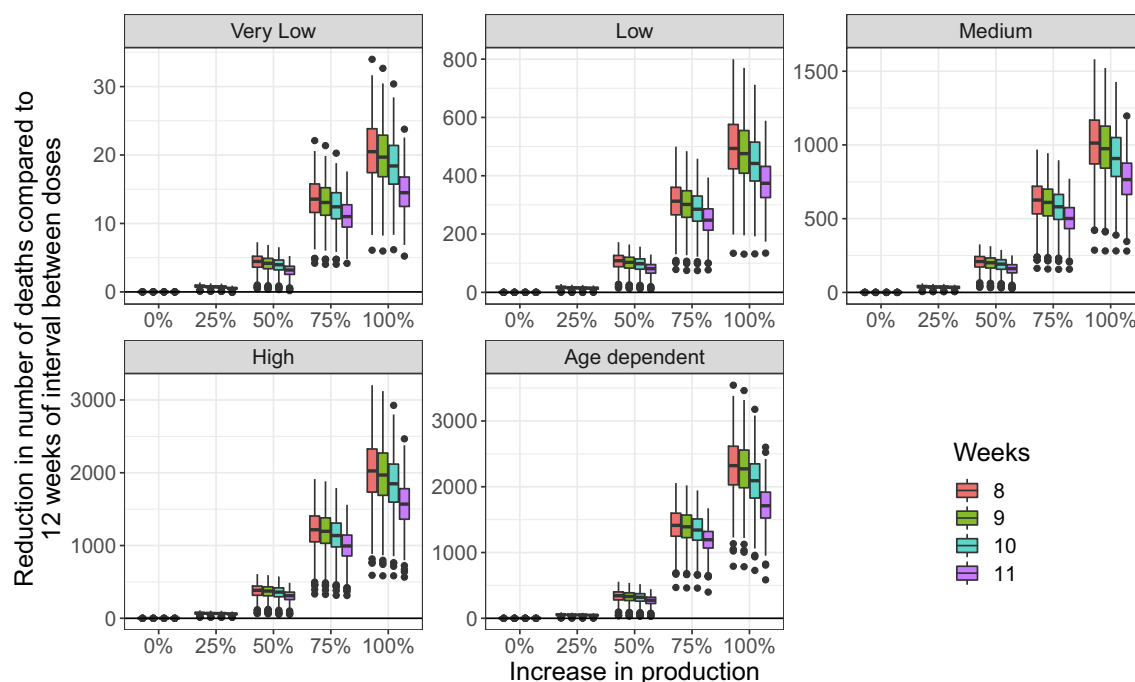 Reduction in number of deaths compared to
12 weeks of interval between doses
Very Low
30
20
10
0
0% 25% 50% 75% 100%
Low
800
600
400
200
0
0% 25% 50% 75% 100%
Medium
1500
1000
500
0
0% 25% 50% 75% 100%
High
3000
2000
1000
0
0% 25% 50% 75% 100%
Age dependent
3000
2000
1000
0
0% 25% 50% 75% 100%
Increase in production
Weeks
8
9
10
11